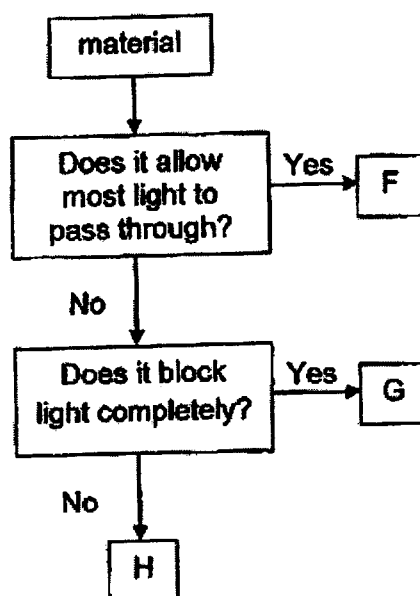 material
Does it allow
most light to
pass through?
Yes
F
No
Does it block
light completely?
Yes
G
No
H